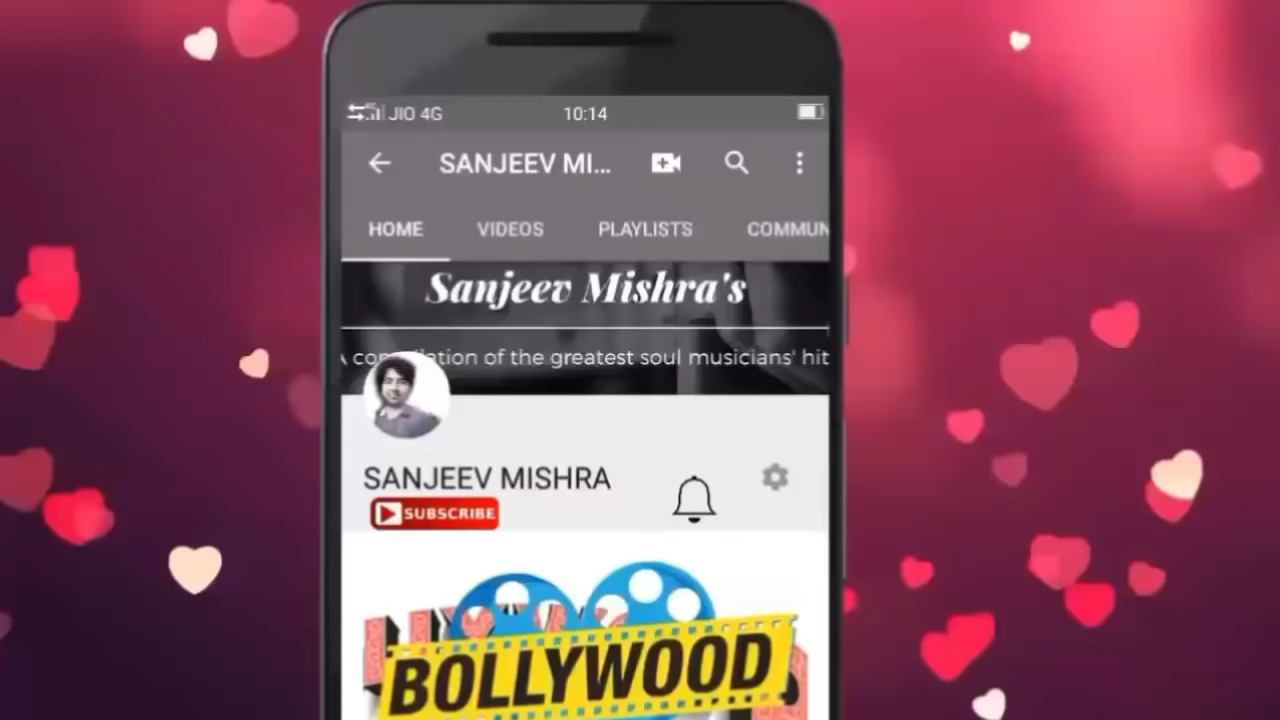 JIO 4G 10:14
SANJEEV MI...
HOME VIDEOS PLAYLISTS COMMUN
Sanjeev Mishra's
of the greatest soul musicians' hit
SANJEEV MISHRA
SUBSCRIBE
BOLLYWOOD